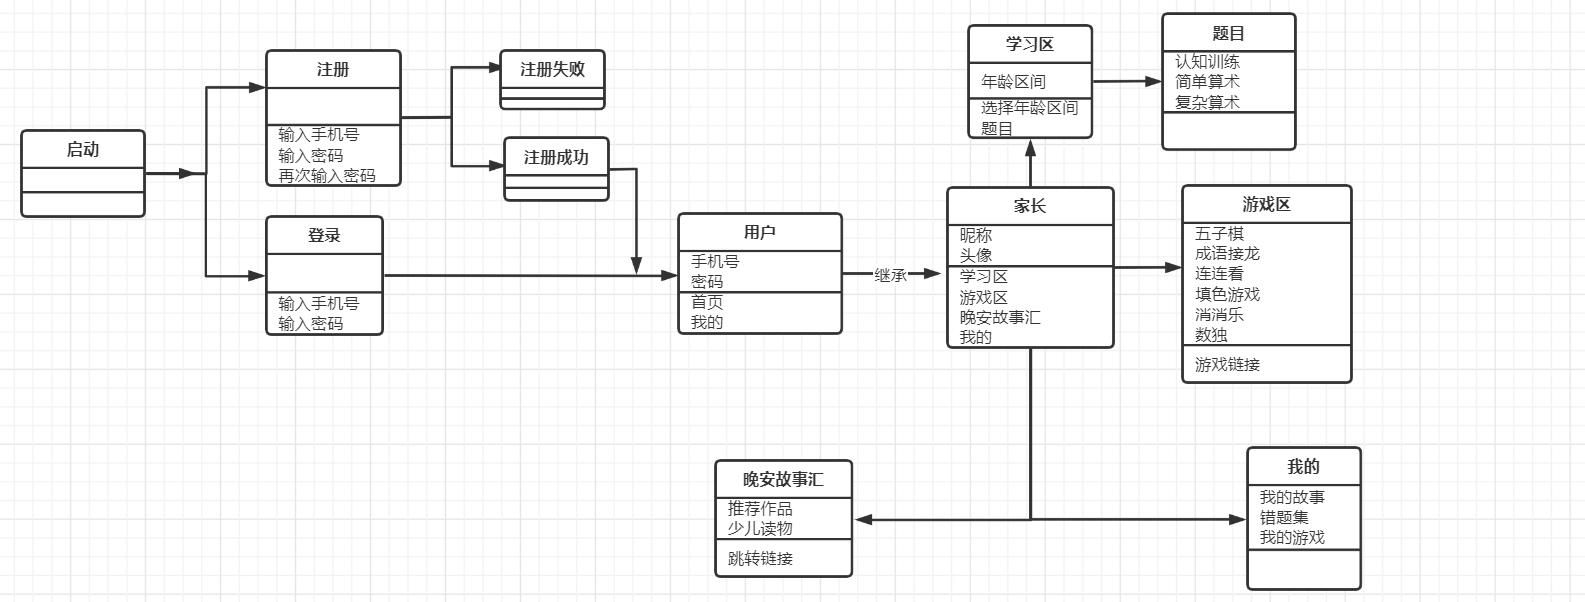 启动
注册
输入手机号
输入密码
再次输入密码
登录
输入手机号
输入密码
注册失败
注册成功
用户
手机号
密码
首页
我的
继承
家长
昵称
头像
学习区
游戏区
晚安故事汇
我的
学习区
年龄区间
选择年龄区间
题目
题目
认知训练
简单算术
复杂算术
游戏区
五子棋
成语接龙
连连看
填色游戏
消消乐
数独
游戏链接
晚安故事汇
推荐作品
少儿读物
跳转链接
我的
我的故事
错题集
我的游戏